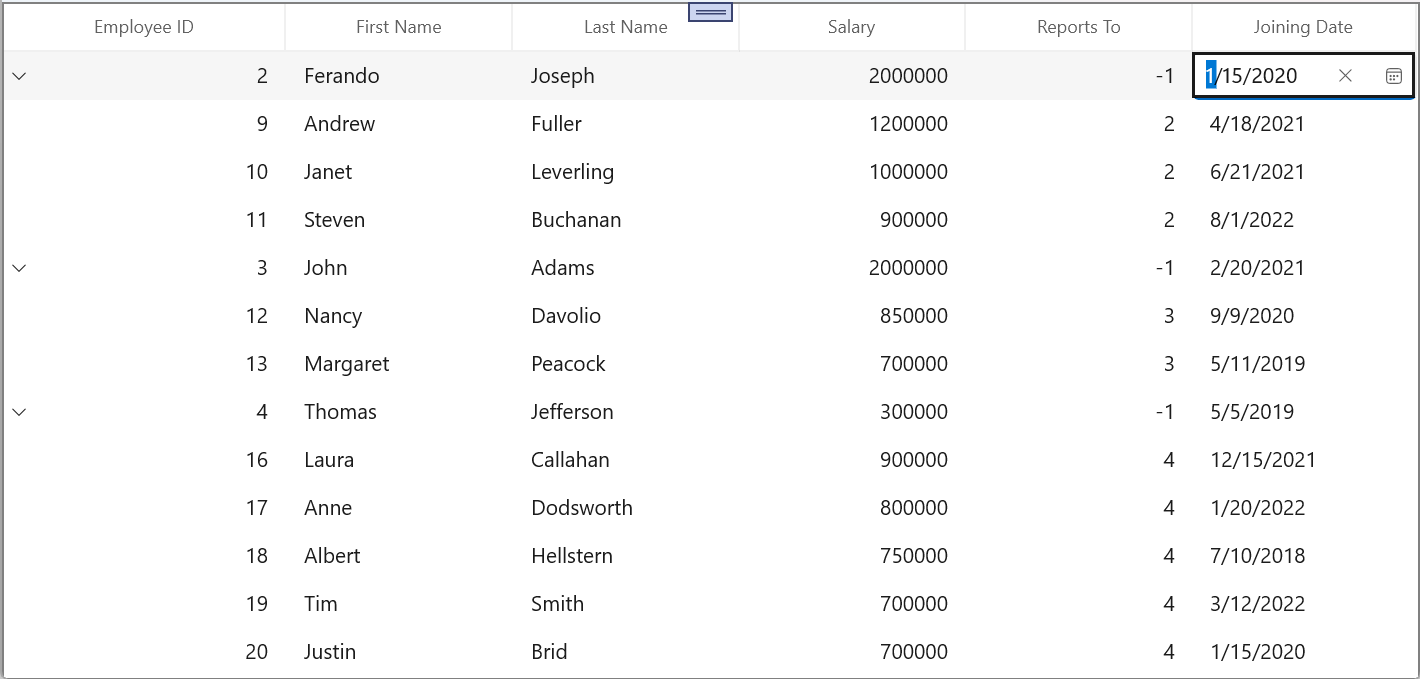 Employee ID First Name Last Name Salary Reports To Joining Date
2 Ferando Joseph 2000000 -1 1/15/2020
9 Andrew Fuller 1200000 2 4/18/2021
10 Janet Leverling 1000000 2 6/21/2021
11 Steven Buchanan 900000 2 8/1/2022
3 John Adams 2000000 -1 2/20/2021
12 Nancy Davolio 850000 3 9/9/2020
13 Margaret Peacock 700000 3 5/11/2019
4 Thomas Jefferson 300000 -1 5/5/2019
16 Laura Callahan 900000 4 12/15/2021
17 Anne Dodsworth 800000 4 1/20/2022
18 Albert Hellstern 750000 4 7/10/2018
19 Tim Smith 700000 4 3/12/2022
20 Justin Brid 700000 4 1/15/2020